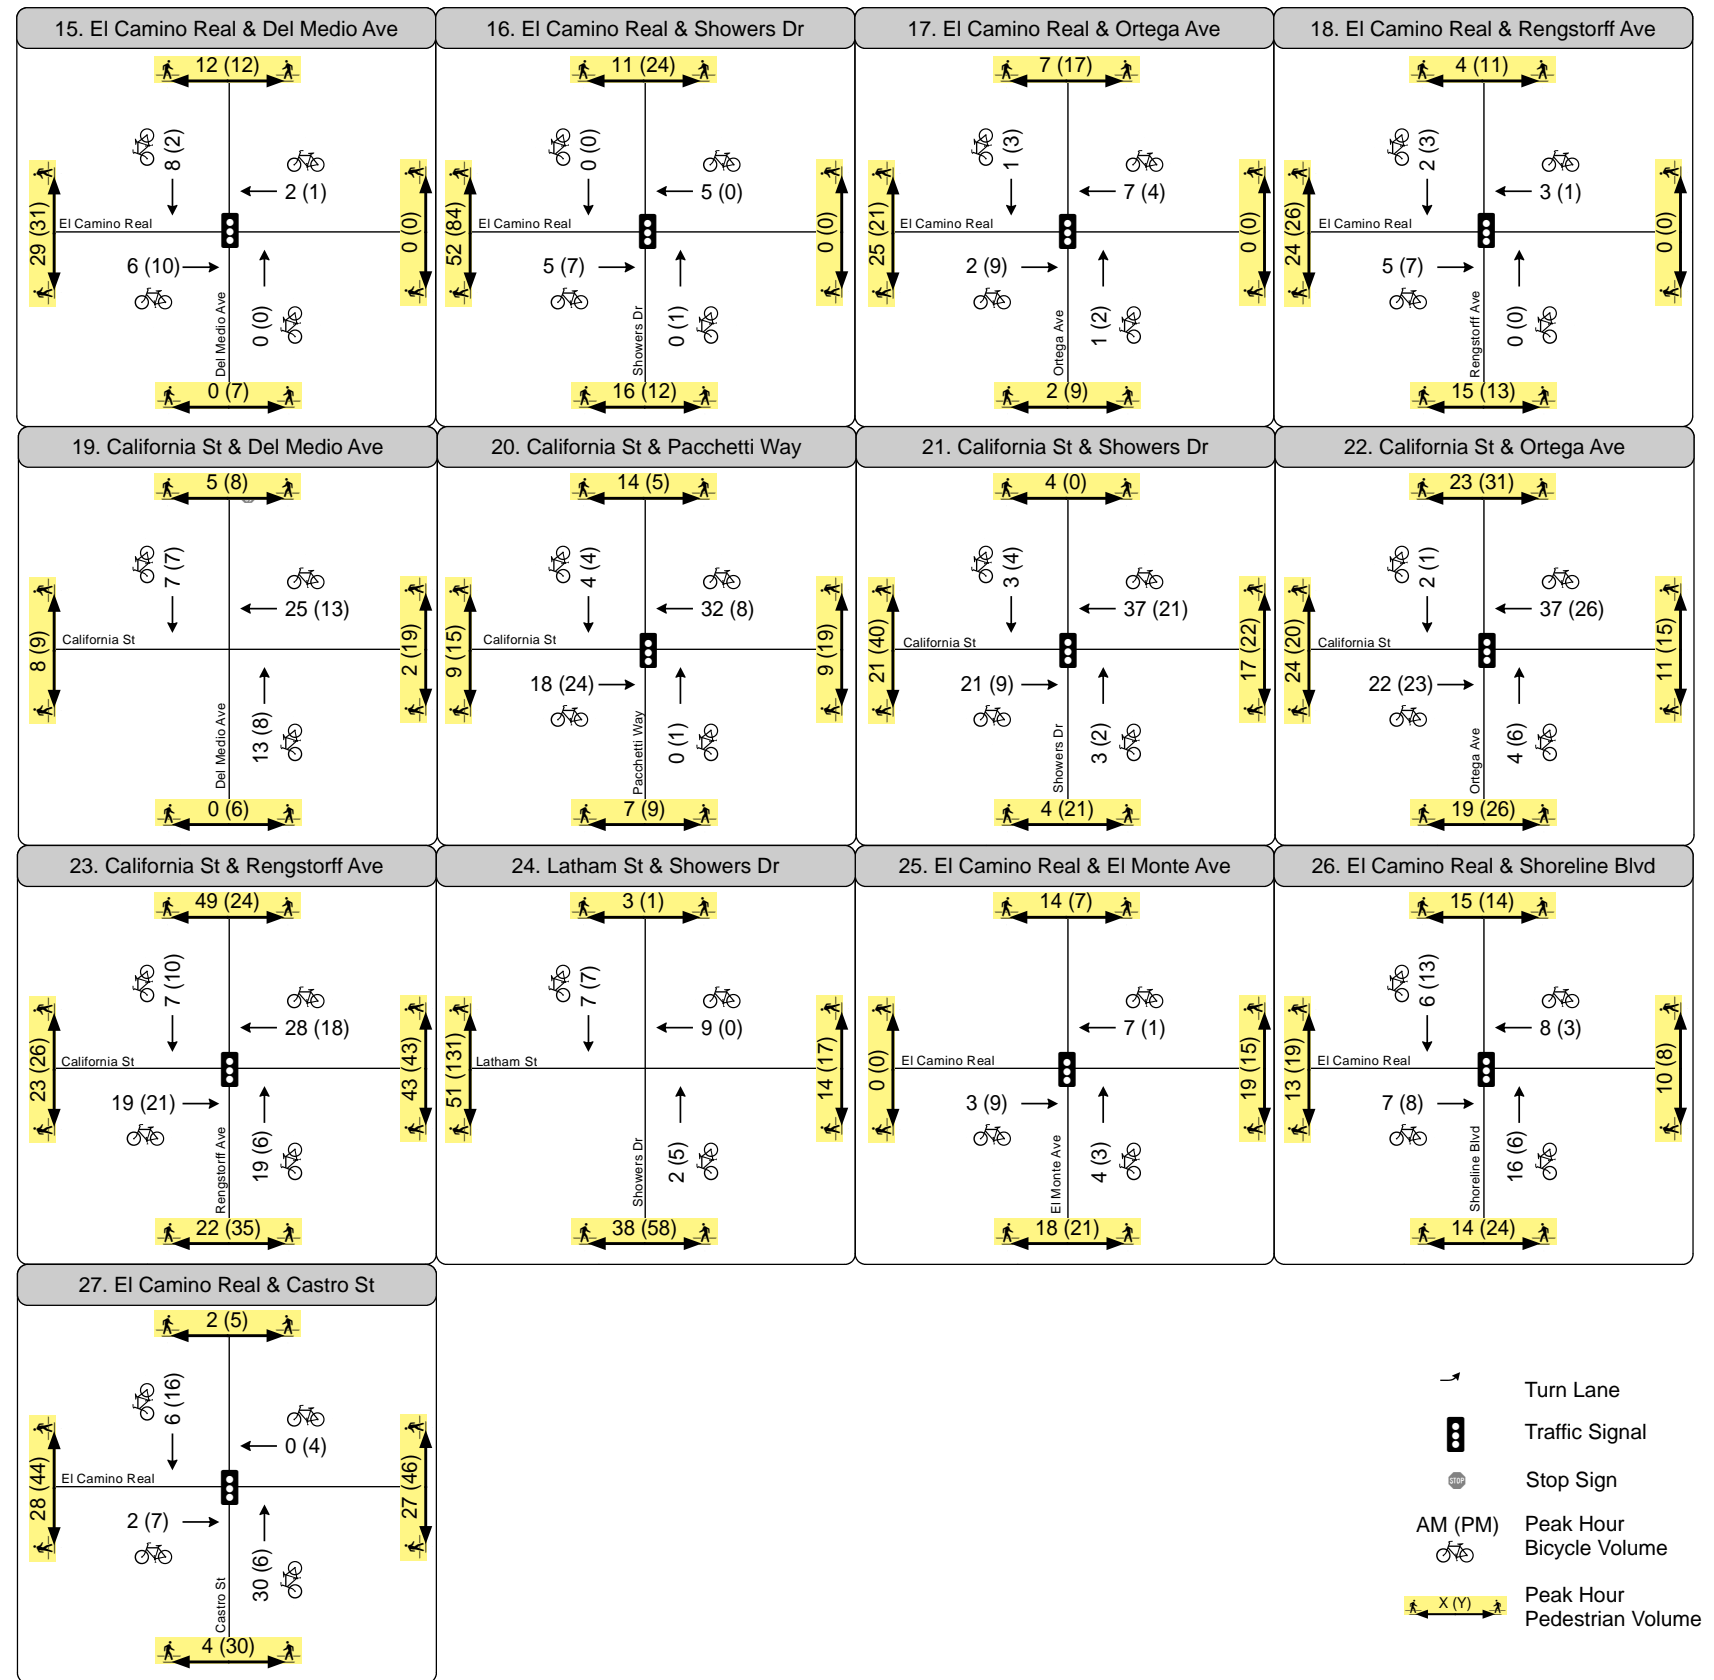 15. El Camino Real & Del Medio Ave
12 (12)
8 (2)
2 (1)
29 (31)
El Camino Real
0 (0)
6 (10)
Del Medio Ave
0 (0)
0 (7)
16. El Camino Real & Showers Dr
11 (24)
0 (0)
5 (0)
52 (84)
El Camino Real
0 (0)
5 (7)
Showers Dr
0 (1)
16 (12)
17. El Camino Real & Ortega Ave
7 (17)
1 (3)
7 (4)
25 (21)
El Camino Real
0 (0)
2 (9)
Ortega Ave
1 (2)
2 (9)
18. El Camino Real & Rengstorff Ave
4 (11)
2 (3)
3 (1)
24 (26)
El Camino Real
0 (0)
5 (7)
Rengstorff Ave
0 (0)
15 (13)
19. California St & Del Medio Ave
5 (8)
7 (7)
25 (13)
8 (9)
California St
2 (19)
Del Medio Ave
13 (8)
0 (6)
20. California St & Pacchetti Way
14 (5)
4 (4)
32 (8)
9 (15)
California St
9 (19)
18 (24)
Pacchetti Way
0 (1)
7 (9)
21. California St & Showers Dr
4 (0)
3 (4)
37 (21)
21 (40)
California St
17 (22)
21 (9)
Showers Dr
3 (2)
4 (21)
22. California St & Ortega Ave
23 (31)
2 (1)
37 (26)
24 (20)
California St
11 (15)
22 (23)
Ortega Ave
4 (6)
19 (26)
23. California St & Rengstorff Ave
49 (24)
7 (10)
28 (18)
23 (26)
California St
43 (43)
19 (21)
Rengstorff Ave
19 (6)
22 (35)
24. Latham St & Showers Dr
3 (1)
7 (7)
9 (0)
51 (131)
Latham St
14 (17)
Showers Dr
2 (5)
38 (58)
25. El Camino Real & El Monte Ave
14 (7)
7 (1)
0 (0)
El Camino Real
19 (15)
3 (9)
El Monte Ave
4 (3)
18 (21)
26. El Camino Real & Shoreline Blvd
15 (14)
6 (13)
8 (3)
13 (19)
El Camino Real
10 (8)
7 (8)
Shoreline Blvd
16 (6)
14 (24)
27. El Camino Real & Castro St
2 (5)
6 (16)
0 (4)
28 (44)
El Camino Real
27 (46)
2 (7)
Castro St
30 (6)
4 (30)
Turn Lane
Traffic Signal
STOP
Stop Sign
AM (PM)
Peak Hour
Bicycle Volume
X (Y)
Peak Hour
Pedestrian Volume